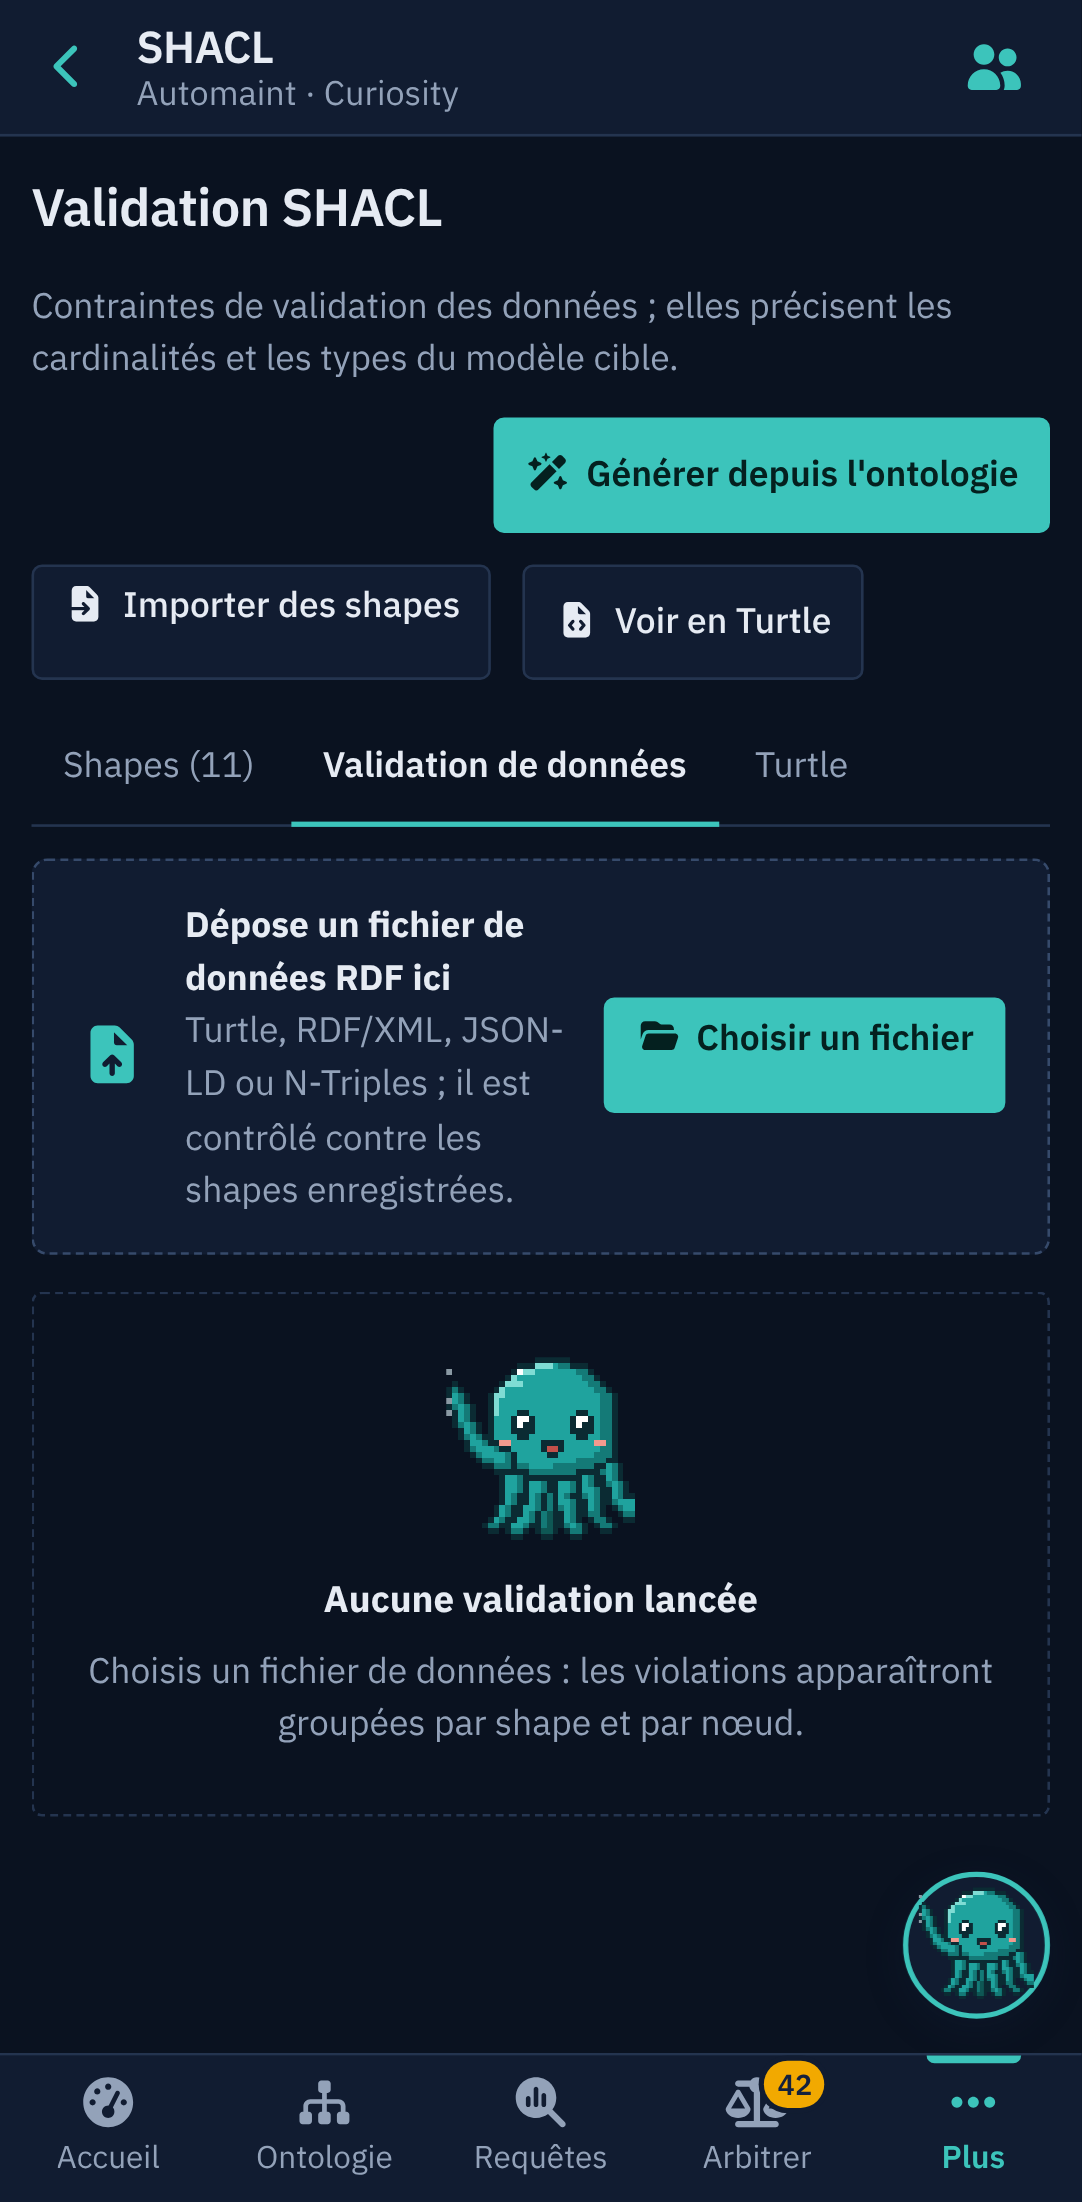 SHACL
Automaint · Curiosity
Validation SHACL
Contraintes de validation des données ; elles précisent les
cardinalités et les types du modèle cible.
Générer depuis l'ontologie
Importer des shapes
Voir en Turtle
Shapes (11)
Validation de données
Turtle
Dépose un fichier de
données RDF ici
Turtle, RDF/XML, JSON-
LD ou N-Triples ; il est
contrôlé contre les
shapes enregistrées.
Choisir un fichier
Aucune validation lancée
Choisis un fichier de données : les violations apparaîtront
groupées par shape et par nœud.
42
Accueil
Ontologie
Requêtes
Arbitrer
Plus